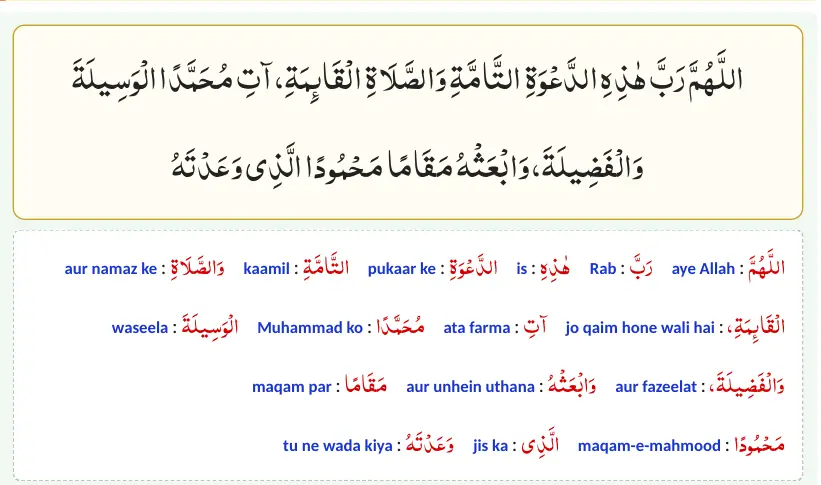 اللَّهُمَّ رَبَّ هٰذِهِ الدَّعْوَةِ التَّامَّةِ وَالصَّلَاةِ الْقَائِمَةِ، آتِ مُحَمَّدًا الْوَسِيلَةَ
وَالْفَضِيلَةَ، وَابْعَثْهُ مَقَامًا مَحْمُودًا الَّذِی وَعَدْتَهُ
اللَّهُمَّ : aye Allah رَبَّ : Rab هٰذِهِ : is الدَّعْوَةِ : pukaar ke التَّامَّةِ : kaamil وَالصَّلَاةِ : aur namaz ke
الْقَائِمَةِ، : jo qaim hone wali hai آتِ : ata farma مُحَمَّدًا : Muhammad ko الْوَسِيلَةَ : waseela
وَالْفَضِيلَةَ، : aur fazeelat وَابْعَثْهُ : aur unhein uthana مَقَامًا : maqam par
مَحْمُودًا : maqam-e-mahmood الَّذِی : jis ka وَعَدْتَهُ : tu ne wada kiya